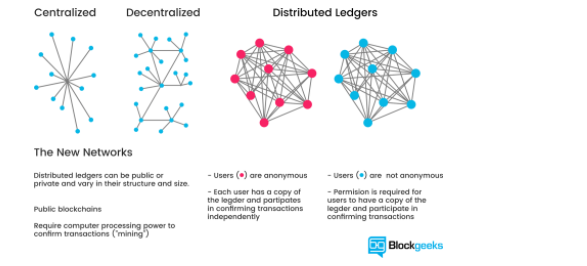 Centralized
Decentralized
Distributed Ledgers
The New Networks
Distributed ledgers can be public or
private and vary in their structure and size.
Public blockchains
Require computer processing power to
confirm transactions ("mining")
- Users (●) are anonymous
- Each user has a copy of
the legder and partipates
in confirming transactions
independently
- Users (●) are not anonymous
- Permision is required for
users to have a copy of the
legder and participate in
confirming transactions
Blockgeeks